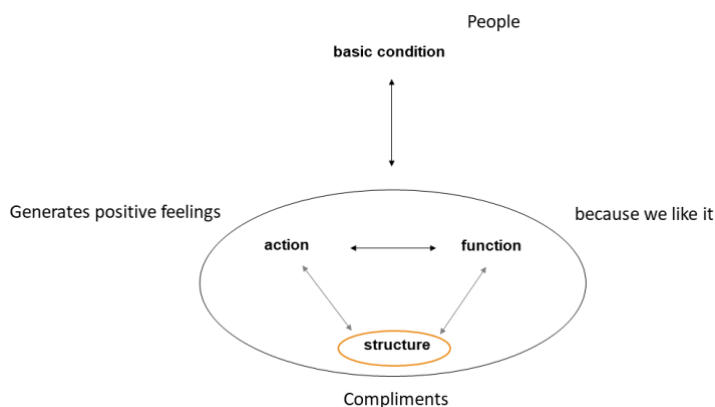 People
basic condition
Generates positive feelings
because we like it
action
function
structure
Compliments